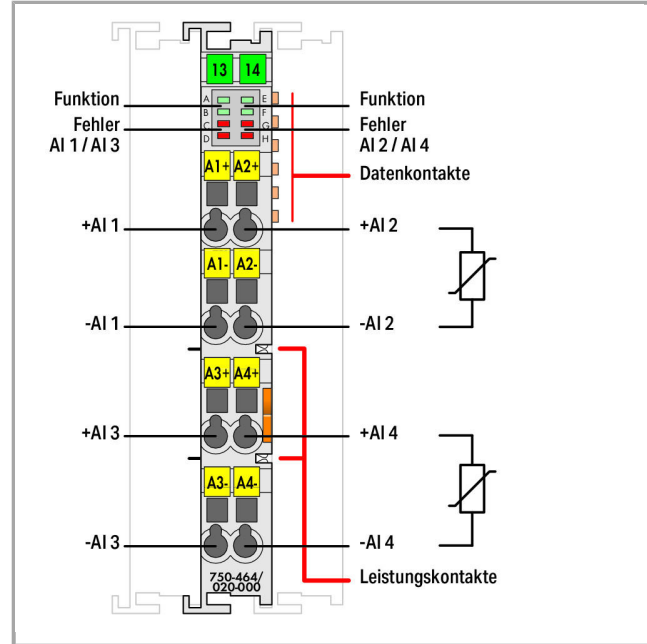 13 14
Funktion
A
E
Funktion
B
F
Fehler
C
G
Fehler
AI 1 / AI 3
D
H
AI 2 / AI 4
A1+ A2+
Datenkontakte
+AI 1
+AI 2
A1- A2-
-AI 1
-AI 2
A3+ A4+
+AI 3
+AI 4
A3- A4-
-AI 3
-AI 4
750-464/
020-000
Leistungskontakte